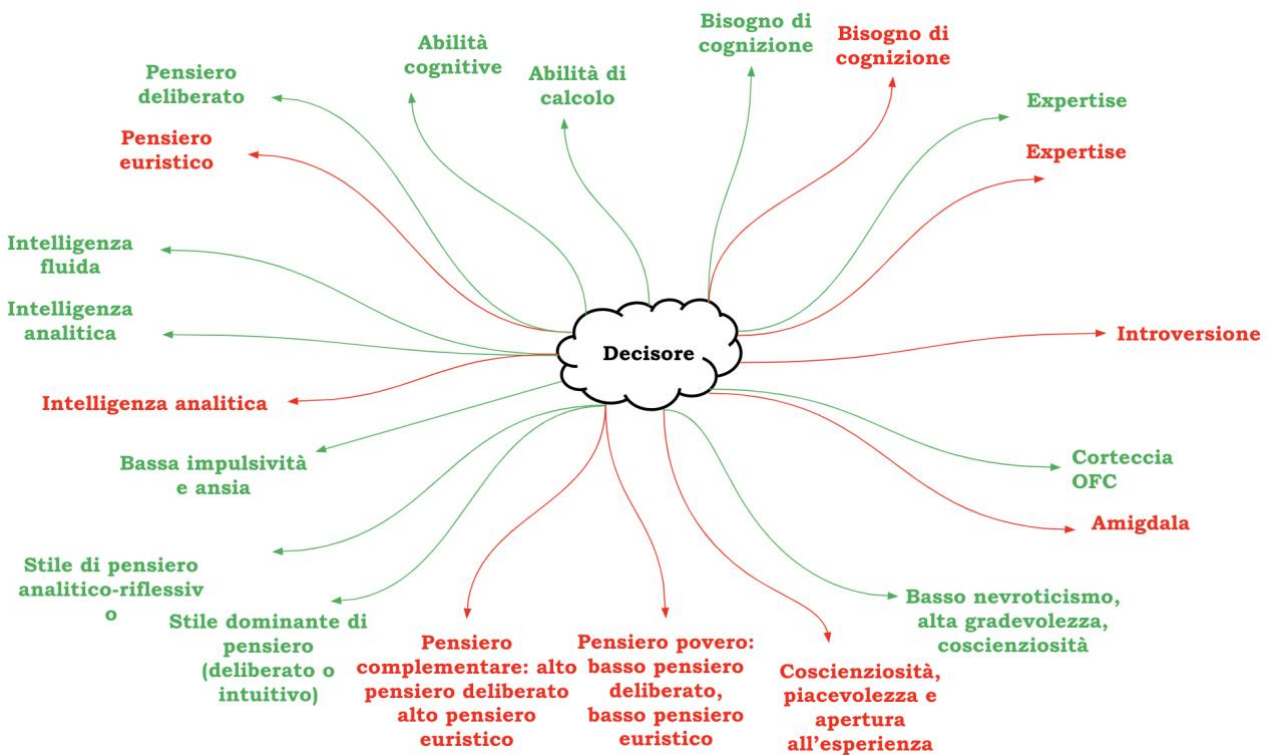 Bisogno di
cognizione
Bisogno di
cognizione
Abilità
cognitive
Abilità di
calcolo
Pensiero
deliberato
Expertise
Pensiero
euristico
Expertise
Intelligenza
fluida
Intelligenza
analitica
Introversione
Decisore
Intelligenza analitica
Bassa impulsività
e ansia
Corteccia
OFC
Amigdala
Stile di pensiero
analitico-riflessiv
o
Stile dominante di
pensiero
(deliberato o
intuitivo)
Pensiero
complementare: alto
pensiero deliberato
alto pensiero
euristico
Pensiero povero:
basso pensiero
deliberato,
basso pensiero
euristico
Coscienziosità,
piacevolezza e
apertura
all'esperienza
Basso nevroticismo,
alta gradevolezza,
coscienziosità